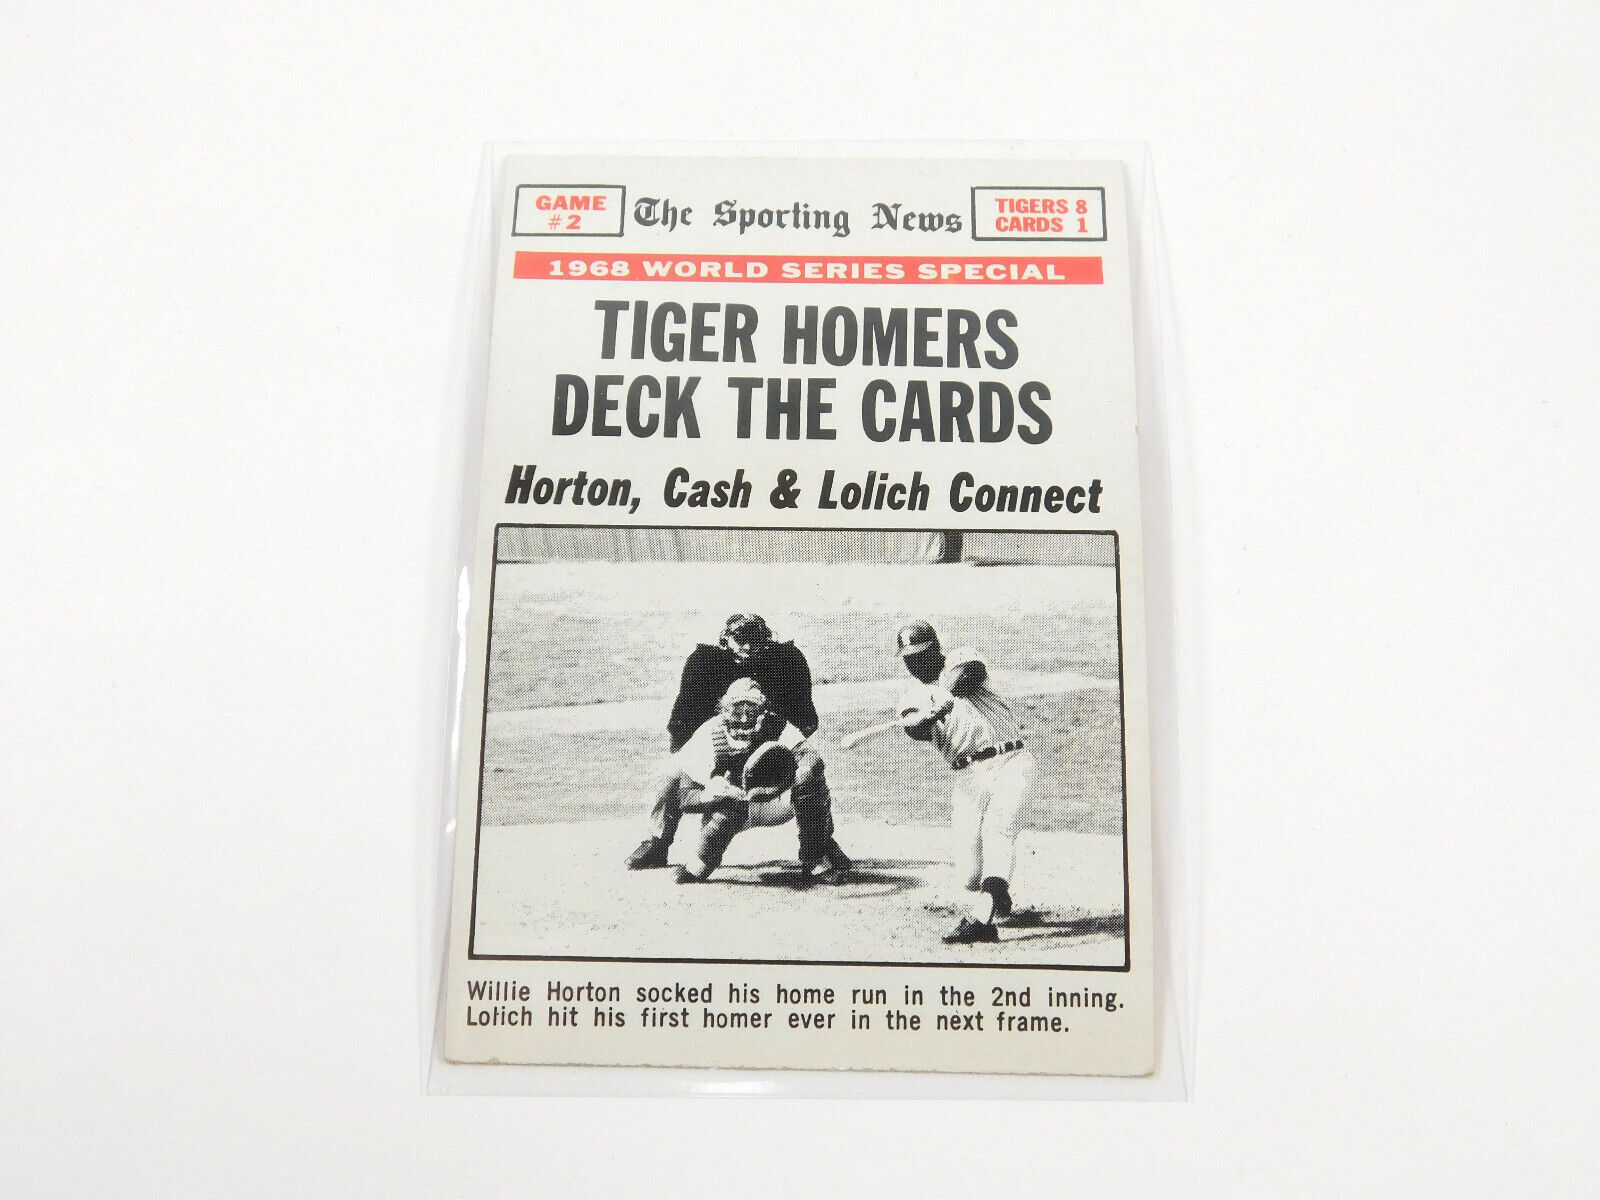 GAME
#2
The Sporting News
TIGERS 8
CARDS 1
1968 WORLD SERIES SPECIAL
TIGER HOMERS
DECK THE CARDS
Horton, Cash & Lolich Connect
Willie Horton socked his home run in the 2nd inning.
Lolich hit his first homer ever in the next frame.